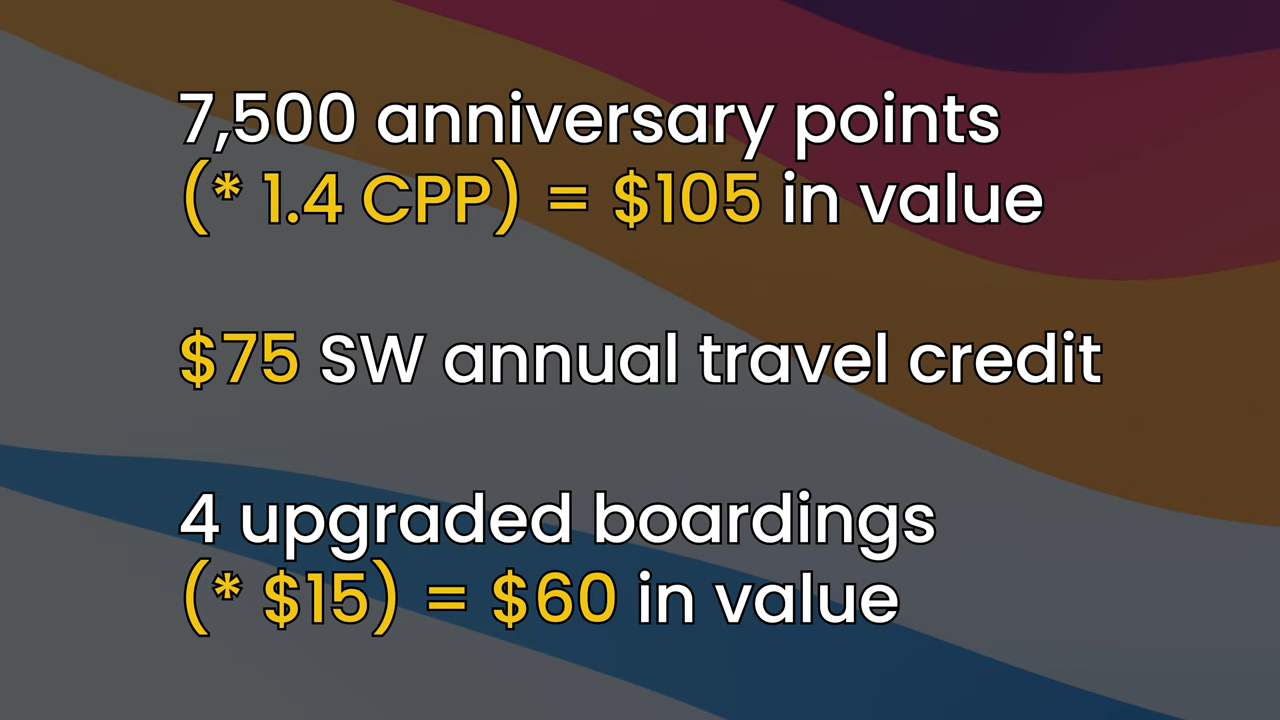 7,500 anniversary points
(* 1.4 CPP) = $105 in value
$75 SW annual travel credit
4 upgraded boardings
(* $15) = $60 in value